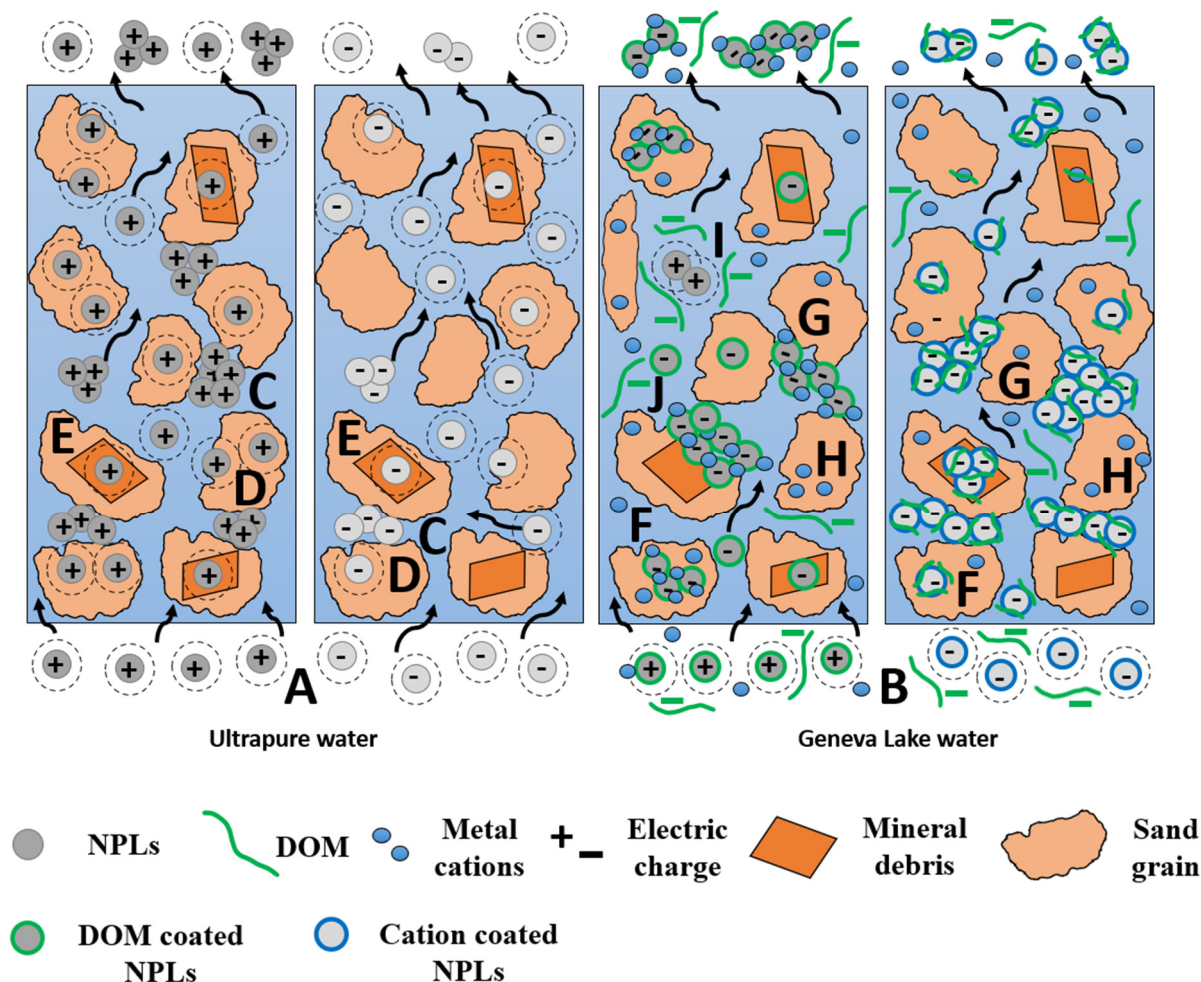 C
E
D
A
E
C
D
I
G
J
H
F
B
G
H
F
Ultrapure water
Geneva Lake water
NPLs
DOM
Metal
cations
+
-
Electric
charge
Mineral
debris
Sand
grain
DOM coated
NPLs
Cation coated
NPLs